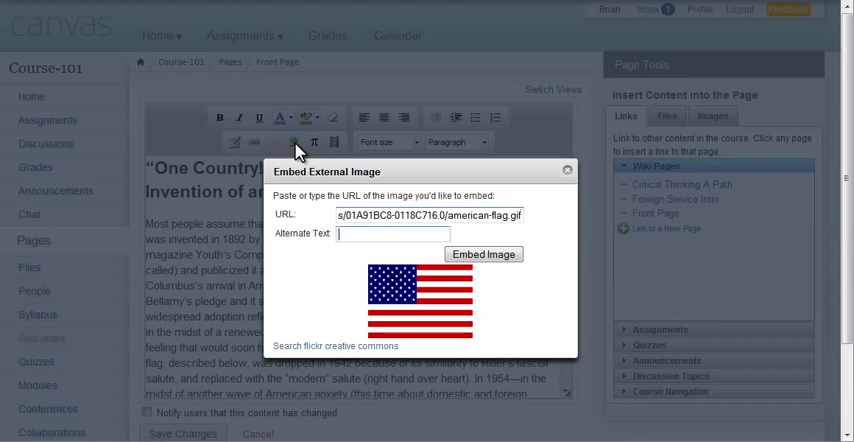 canvas
Brian Inbox 1 Profile Logout Feedback
Home Assignments Grades Calendar
Course-101
Home
Assignments
Discussions
Grades
Announcements
Chat
Pages
Files
People
Syllabus
Outcomes
Quizzes
Modules
Conferences
Collaborations
Course-101 Pages Front Page
Switch Views
B I U A ab
π Font size Paragraph
"One Country!
Invention of an
Most people assume that
was invented in 1892 by
magazine Youth's Comp
called) and publicized it a
Columbus's arrival in Am
Bellamy's pledge and it s
widespread adoption refle
in the midst of a renewed
feeling that would soon h
flag, described below, was dropped in 1942 because of its similarity to Hitler's fascist
salute, and replaced with the "modern" salute (right hand over heart). In 1954—in the
midst of another wave of American anxiety (this time about domestic and foreign
Notify users that this content has changed
Save Changes Cancel
Embed External Image
Paste or type the URL of the image you'd like to embed:
URL: s/01A91BC8-0118C716.0/american-flag.gif
Alternate Text:
Embed Image
Search flickr creative commons
Page Tools
Insert Content into the Page
Links Files Images
Link to other content in the course. Click any page
to insert a link to that page.
Wiki Pages
Critical Thinking A Path
Foreign Service Intro
Front Page
Link to a New Page
Assignments
Quizzes
Announcements
Discussion Topics
Course Navigation